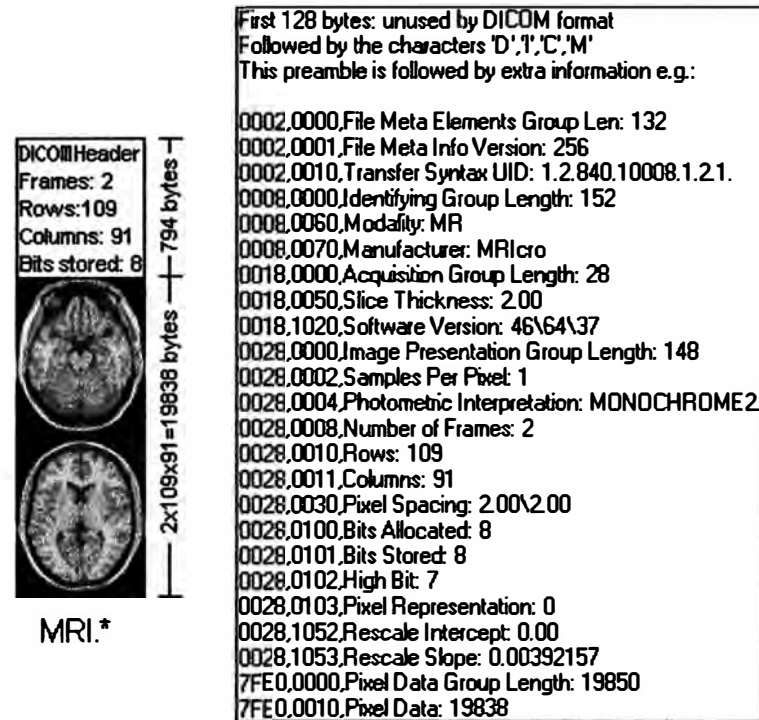 DICOM Header
Frames: 2
Rows:109
Columns: 91
Bits stored: 8
794 bytes
2x109x91=19838 bytes
MRI.*
First 128 bytes: unused by DICOM format
Followed by the characters 'D','I','C','M'
This preamble is followed by extra information e.g.:
0002,0000,File Meta Elements Group Len: 132
0002,0001,File Meta Info Version: 256
0002,0010,Transfer Syntax UID: 1.2.840.10008.1.2.1.
0008,0000,Identifying Group Length: 152
0008,0060,Modality: MR
0008,0070,Manufacturer: MRIcro
0018,0000,Acquisition Group Length: 28
0018,0050,Slice Thickness: 2.00
0018,1020,Software Version: 46\64\37
0028,0000,Image Presentation Group Length: 148
0028,0002,Samples Per Pixel: 1
0028,0004,Photometric Interpretation: MONOCHROME2.
0028,0008,Number of Frames: 2
0028,0010,Rows: 109
0028,0011,Columns: 91
0028,0030,Pixel Spacing: 2.00\2.00
0028,0100,Bits Allocated: 8
0028,0101,Bits Stored: 8
0028,0102,High Bit: 7
0028,0103,Pixel Representation: 0
0028,1052,Rescale Intercept: 0.00
0028,1053,Rescale Slope: 0.00392157
7FE0,0000,Pixel Data Group Length: 19850
7FE0,0010,Pixel Data: 19838